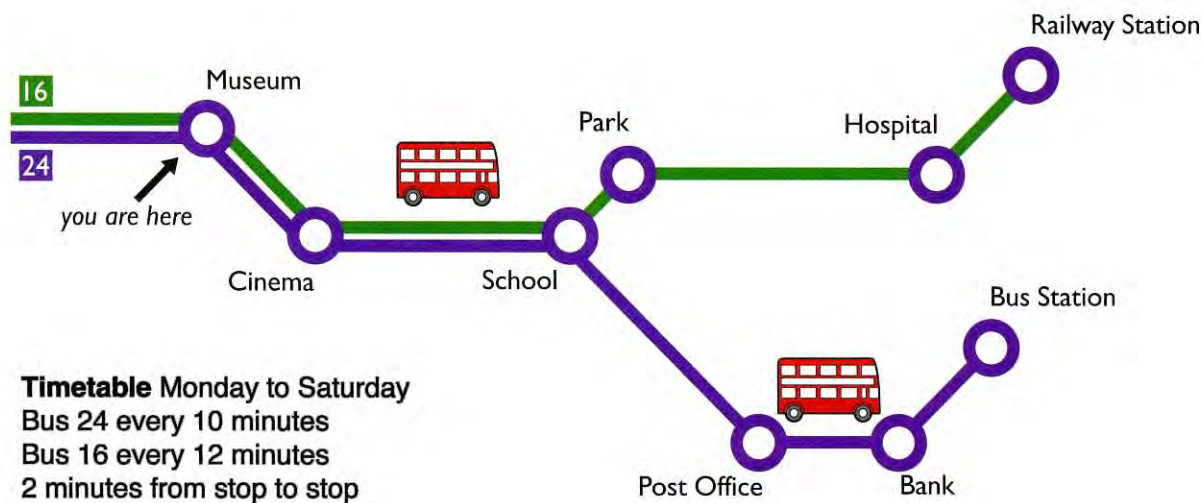 Railway Station
16
Museum
Park
Hospital
24
you are here
Cinema
School
Bus Station
Timetable Monday to Saturday
Bus 24 every 10 minutes
Bus 16 every 12 minutes
2 minutes from stop to stop
Post Office
Bank